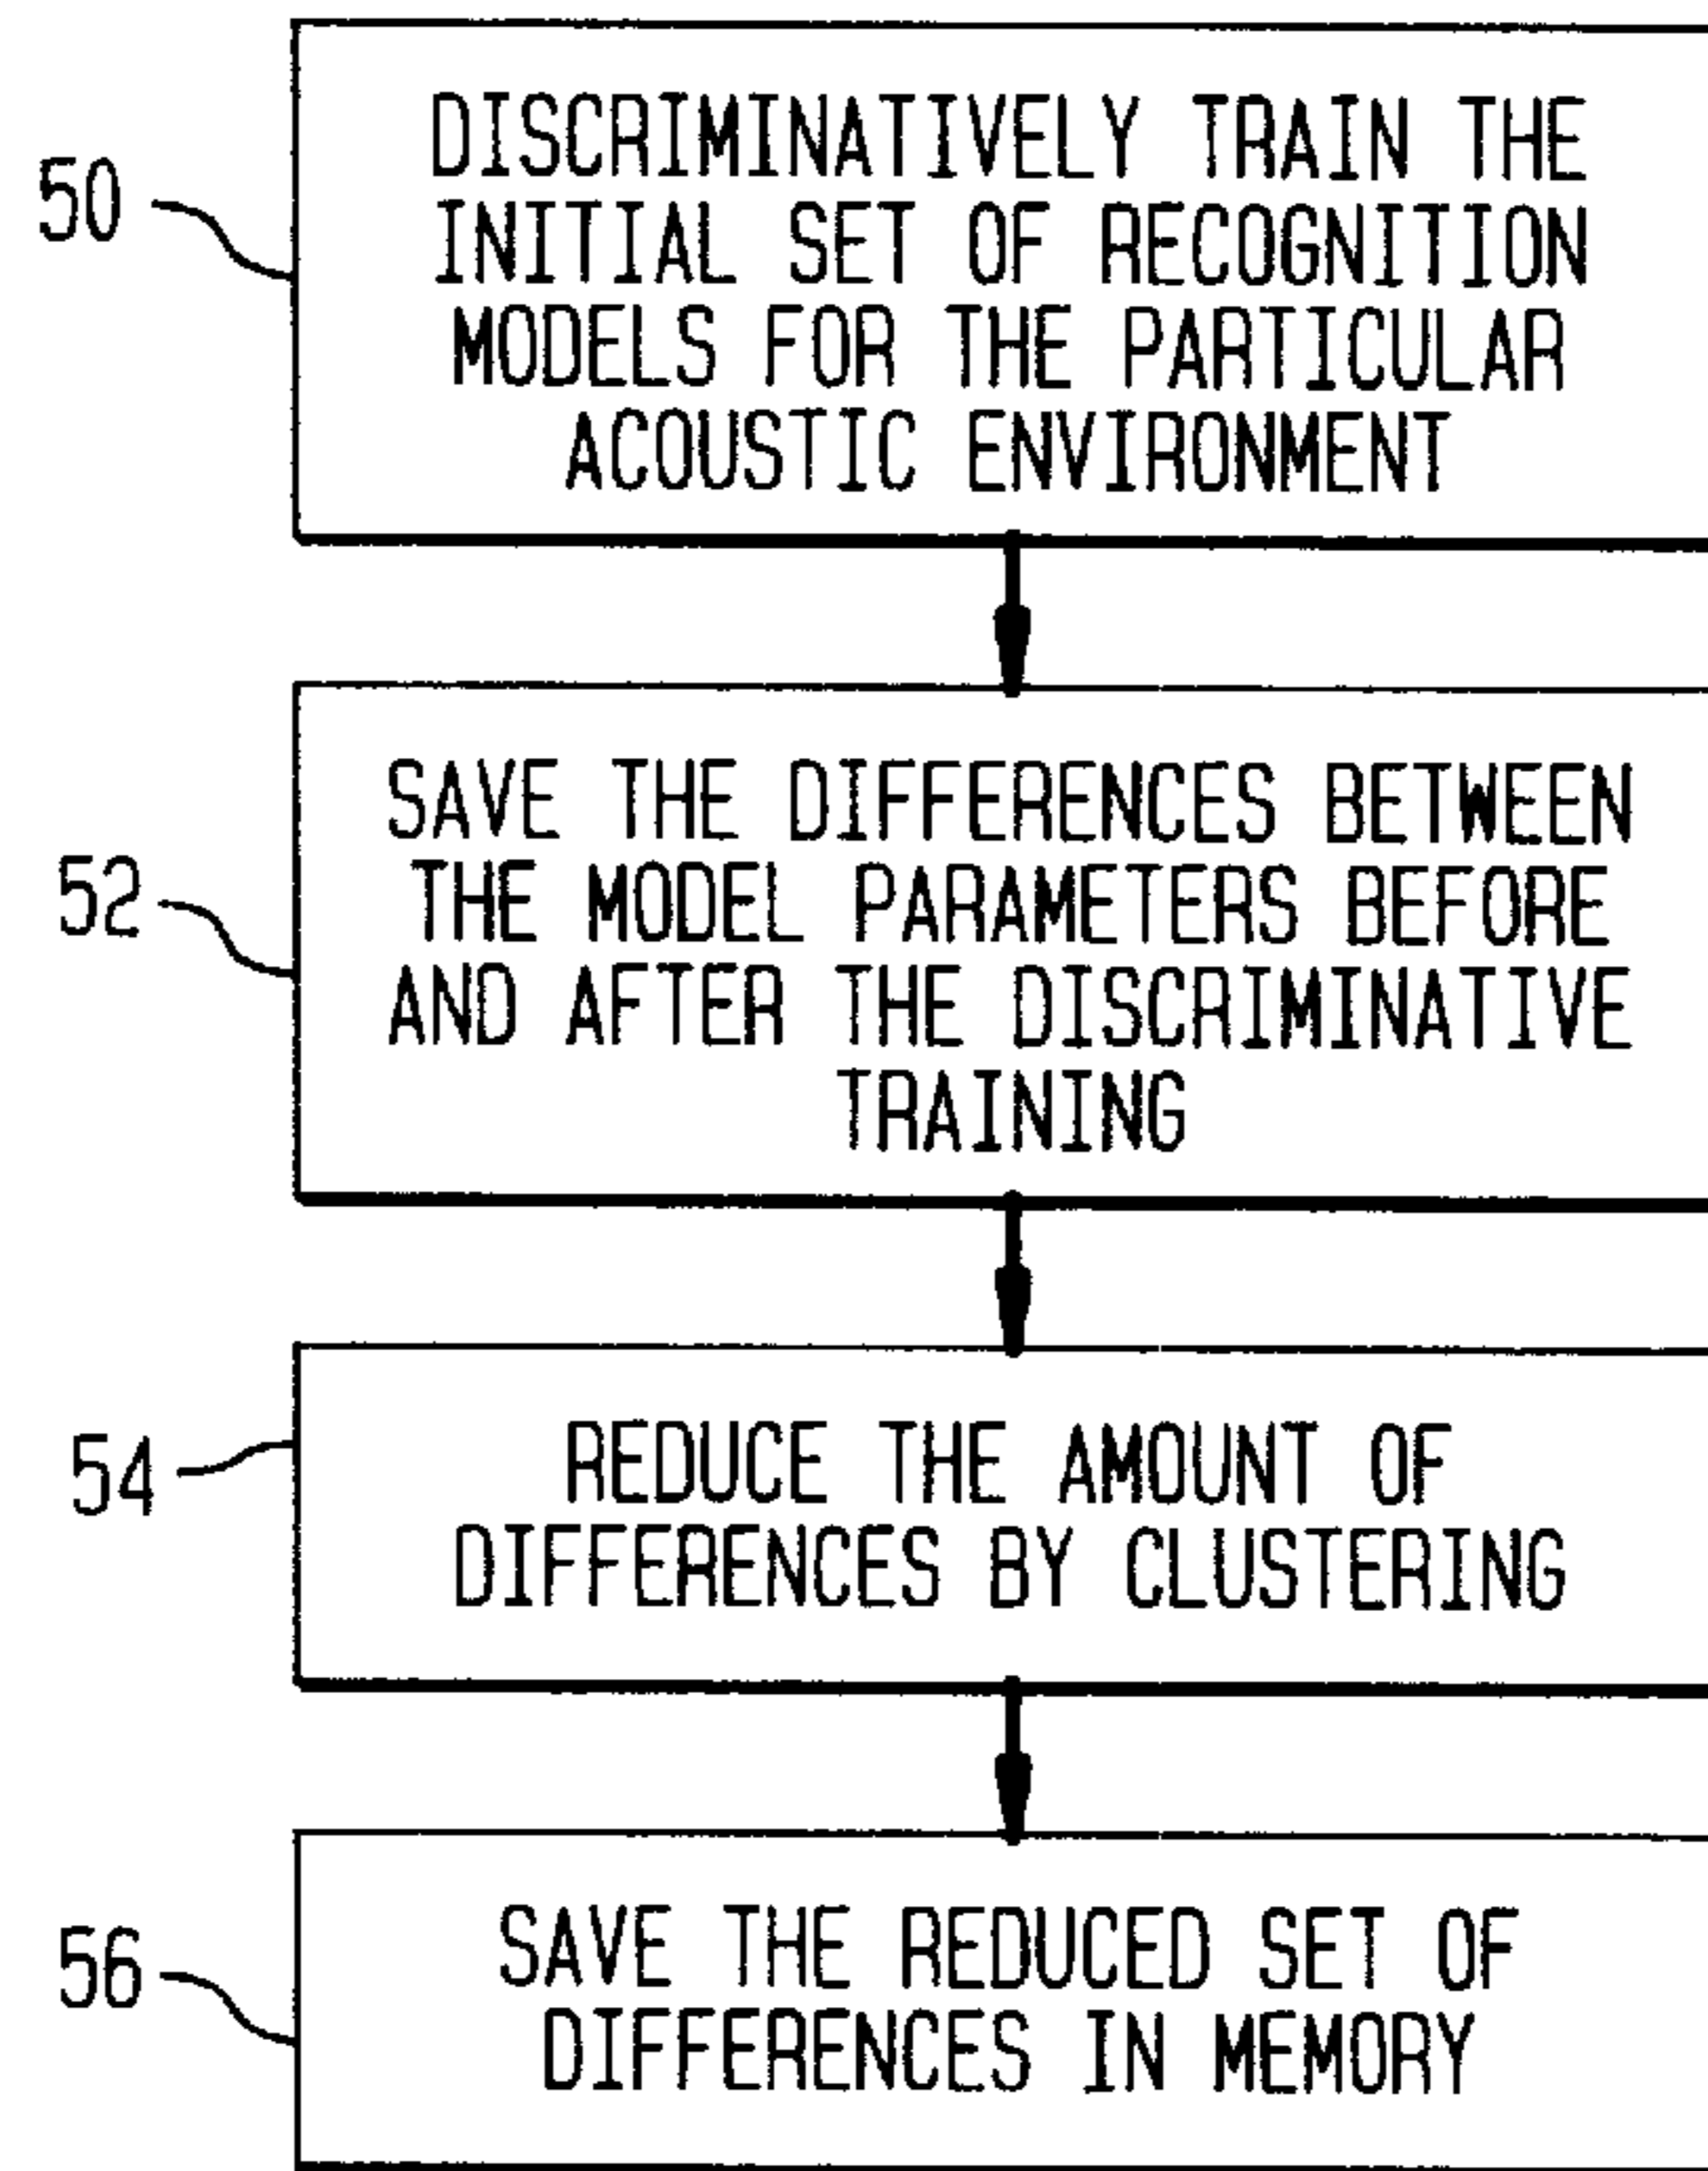 50
DISCRIMINATIVELY TRAIN THE
INITIAL SET OF RECOGNITION
MODELS FOR THE PARTICULAR
ACOUSTIC ENVIRONMENT
52
SAVE THE DIFFERENCES BETWEEN
THE MODEL PARAMETERS BEFORE
AND AFTER THE DISCRIMINATIVE
TRAINING
54
REDUCE THE AMOUNT OF
DIFFERENCES BY CLUSTERING
56
SAVE THE REDUCED SET OF
DIFFERENCES IN MEMORY